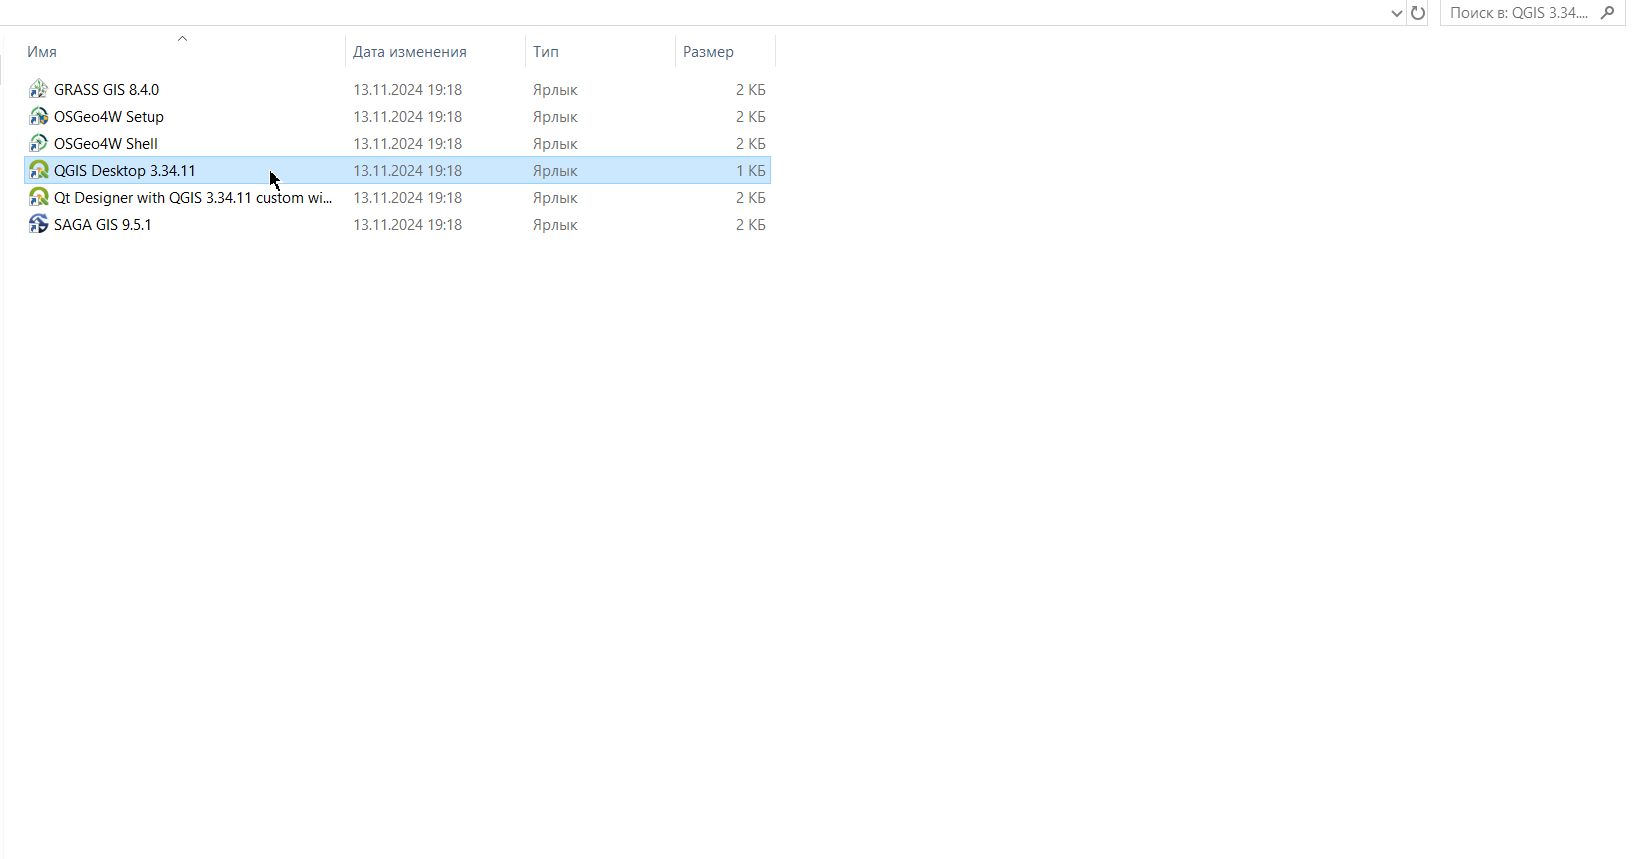 Поиск в: QGIS 3.34....
Имя Дата изменения Тип Размер
GRASS GIS 8.4.0 13.11.2024 19:18 Ярлык 2 КБ
OSGeo4W Setup 13.11.2024 19:18 Ярлык 2 КБ
OSGeo4W Shell 13.11.2024 19:18 Ярлык 2 КБ
QGIS Desktop 3.34.11 13.11.2024 19:18 Ярлык 1 КБ
Qt Designer with QGIS 3.34.11 custom wi... 13.11.2024 19:18 Ярлык 2 КБ
SAGA GIS 9.5.1 13.11.2024 19:18 Ярлык 2 КБ